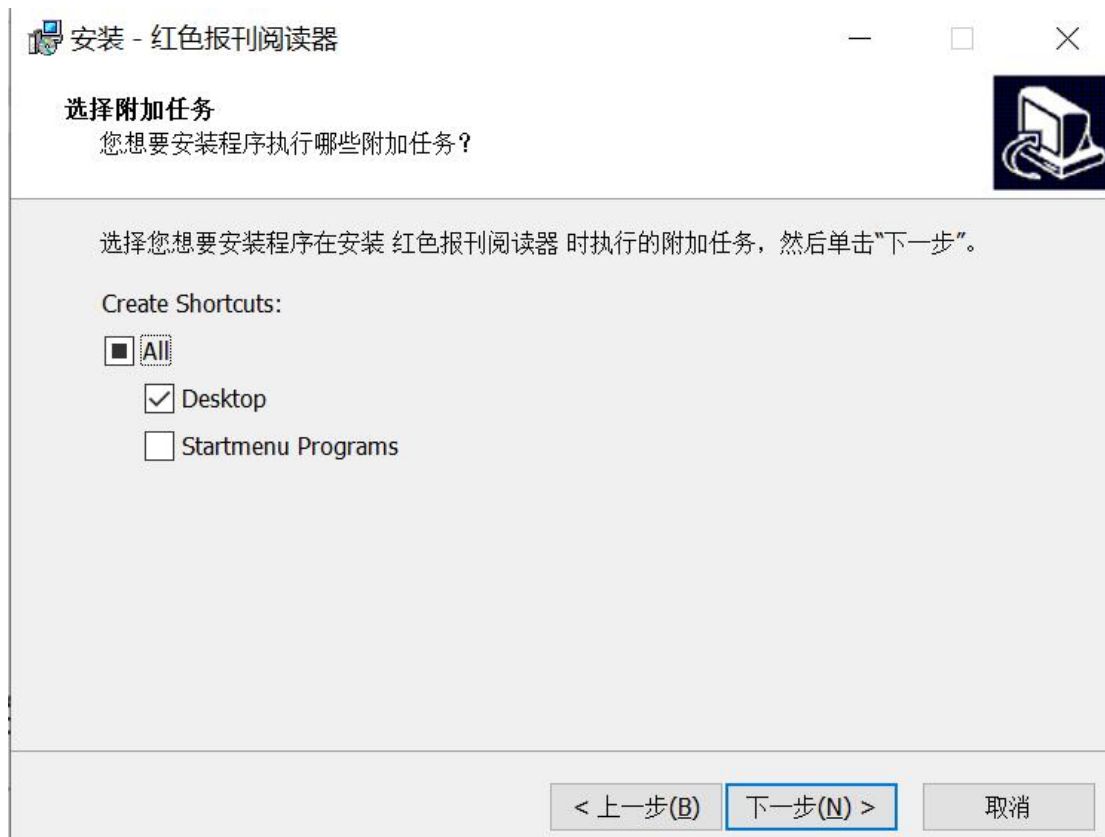 安装 - 红色报刊阅读器
选择附加任务
您想要安装程序执行哪些附加任务？
选择您想要安装程序在安装 红色报刊阅读器 时执行的附加任务，然后单击“下一步”。
Create Shortcuts:
All
Desktop
Startmenu Programs
< 上一步(B) 下一步(N) > 取消